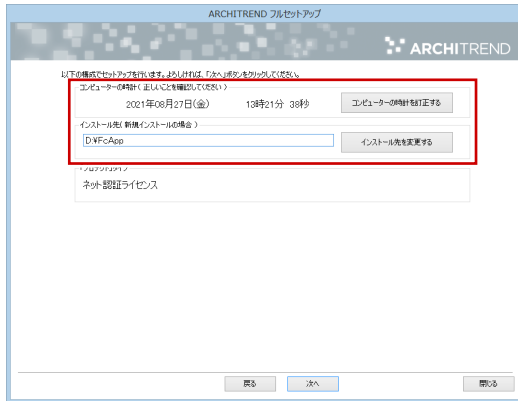 ARCHITREND フルセットアップ
ARCHITREND
以下の構成でセットアップを行います。よろしければ、「次へ」ボタンをクリックしてください。
コンピューターの時計（正しいことを確認してください）
2021年08月27日(金) 13時21分 38秒 コンピューターの時計を訂正する
インストール先（新規インストールの場合）
D:¥FcApp インストール先を変更する
プロテクトタイプ
ネット認証ライセンス
戻る 次へ 閉じる